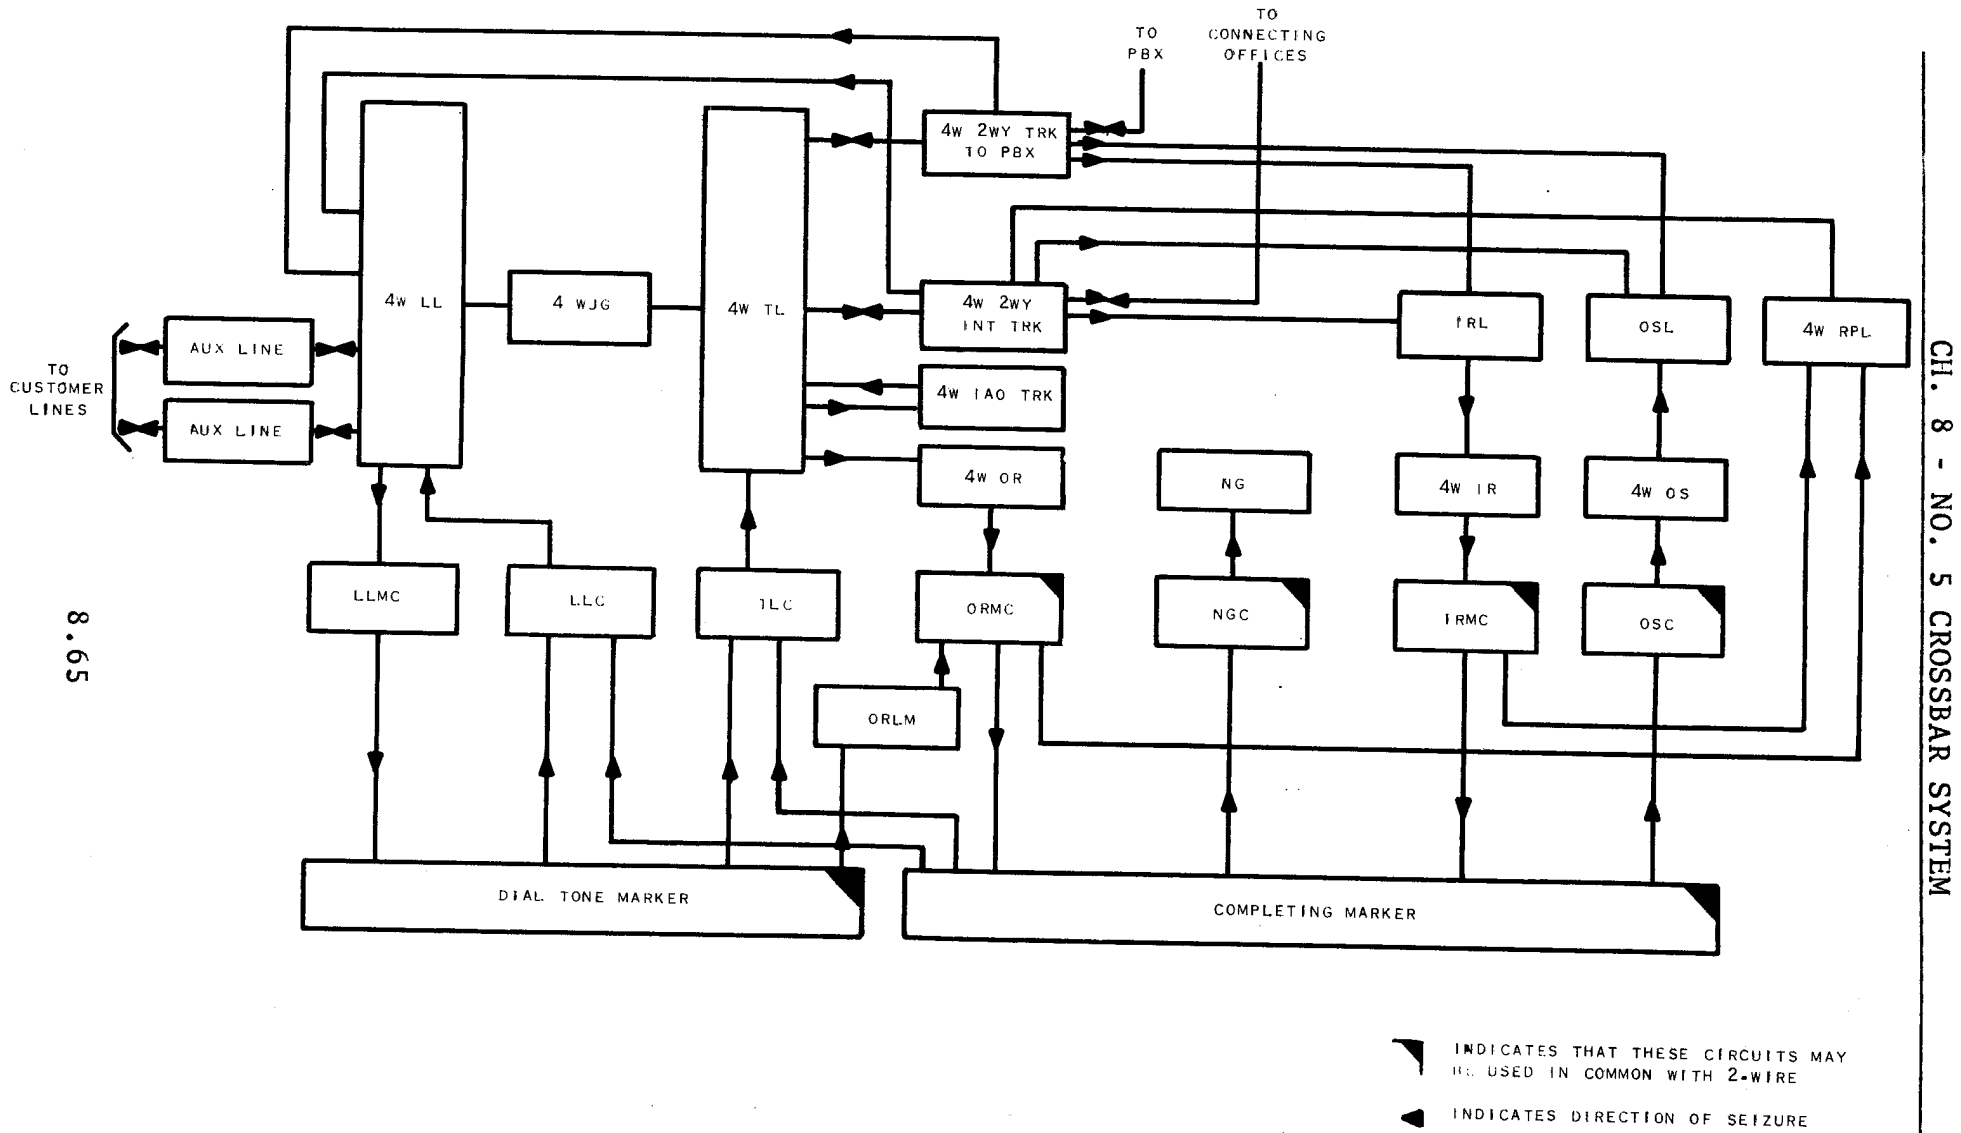 TO
PBX
TO
CONNECTING
OFFICES
4W 2WY TRK
TO PBX
4W LL
4 WJG
4W TL
4W 2WY
INT TRK
IRL
OSL
4W RPL
AUX LINE
AUX LINE
TO
CUSTOMER
LINES
4W IAO TRK
4W OR
NG
4W IR
4W OS
LLMC
LLC
TLC
ORMC
NGC
IRMC
OSC
ORLM
DIAL TONE MARKER
COMPLETING MARKER
INDICATES THAT THESE CIRCUITS MAY
BE USED IN COMMON WITH 2-WIRE
INDICATES DIRECTION OF SEIZURE
CH. 8 - NO. 5 CROSSBAR SYSTEM
8.65